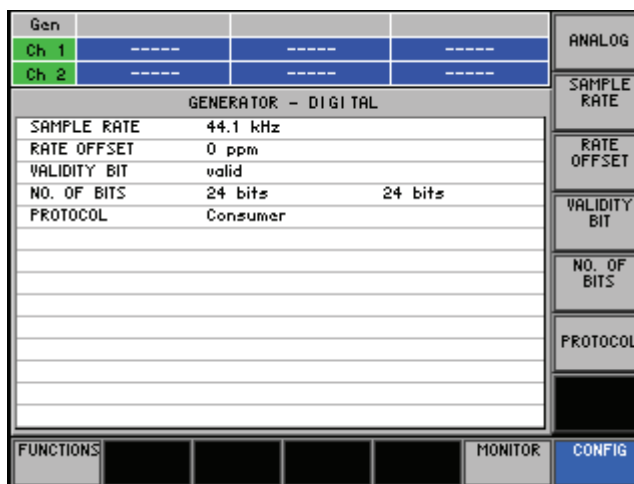 Gen
Ch 1 ----- ----- -----
Ch 2 ----- ----- -----
GENERATOR - DIGITAL
SAMPLE RATE 44.1 kHz
RATE OFFSET 0 ppm
VALIDITY BIT valid
NO. OF BITS 24 bits 24 bits
PROTOCOL Consumer
ANALOG
SAMPLE
RATE
RATE
OFFSET
VALIDITY
BIT
NO. OF
BITS
PROTOCOL
FUNCTIONS MONITOR CONFIG